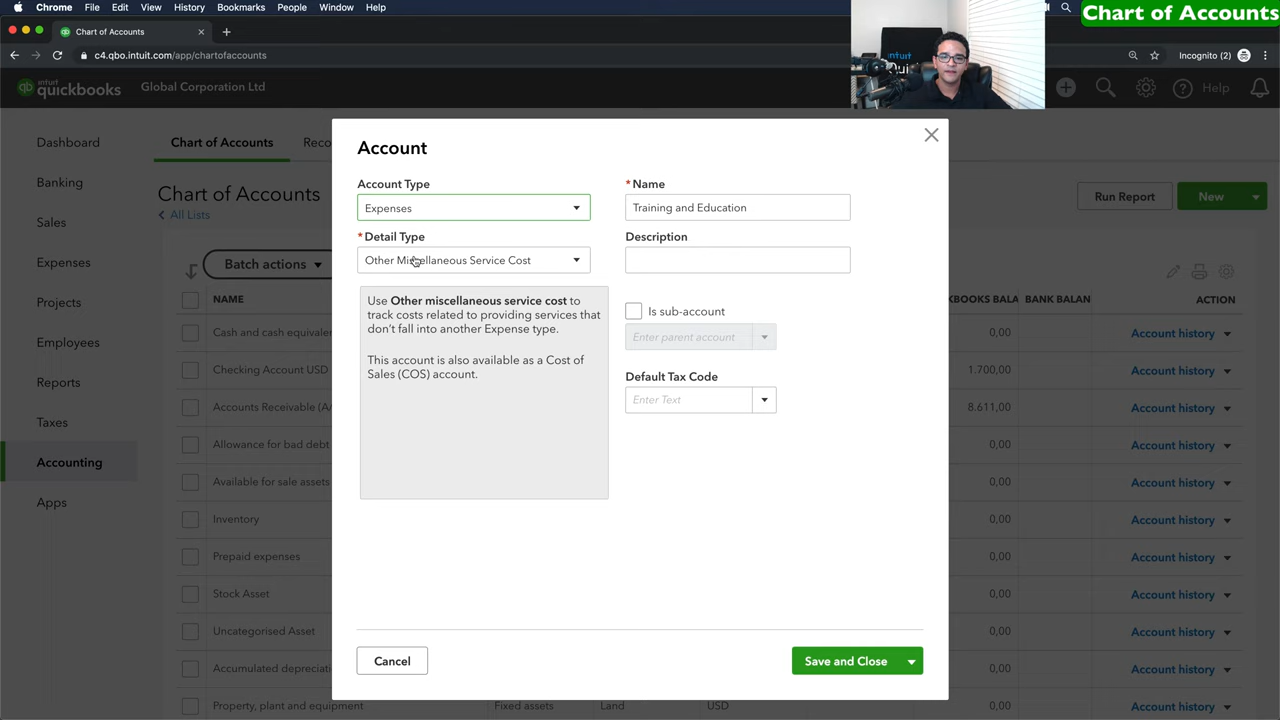 Chrome File Edit View History Bookmarks People Window Help
Chart of Accounts
Chart of Accounts
c4.qbo.intuit.com/app/chartofaccounts
Incognito (2)
intuit
quickbooks
Global Corporation Ltd
Help
Dashboard
Banking
Sales
Expenses
Projects
Employees
Reports
Taxes
Accounting
Apps
Chart of Accounts
Reco
Chart of Accounts
All Lists
Run Report
New
Batch actions
NAME
KBOOKS BALA
BANK BALAN
ACTION
Cash and cash equivale
0,00
Account history
Checking Account USD
1.700,00
Account history
Accounts Receivable (A/
8.611,00
Account history
Allowance for bad debt
0,00
Account history
Available for sale assets
0,00
Account history
Inventory
0,00
Account history
Prepaid expenses
0,00
Account history
Stock Asset
0,00
Account history
Uncategorised Asset
0,00
Account history
Accumulated depreciati
0,00
Account history
Property, plant and equipment
Fixed assets
Land
USD
0,00
Account history
Account
Account Type
Expenses
* Detail Type
Other Miscellaneous Service Cost
Use Other miscellaneous service cost to
track costs related to providing services that
don't fall into another Expense type.
This account is also available as a Cost of
Sales (COS) account.
* Name
Training and Education
Description
Is sub-account
Enter parent account
Default Tax Code
Enter Text
Cancel
Save and Close